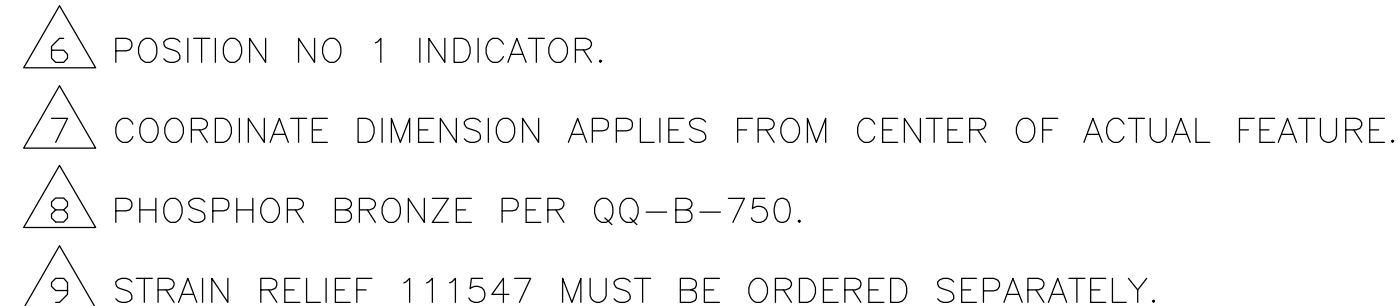 6 POSITION NO 1 INDICATOR.
7 COORDINATE DIMENSION APPLIES FROM CENTER OF ACTUAL FEATURE.
8 PHOSPHOR BRONZE PER QQ-B-750.
9 STRAIN RELIEF 111547 MUST BE ORDERED SEPARATELY.